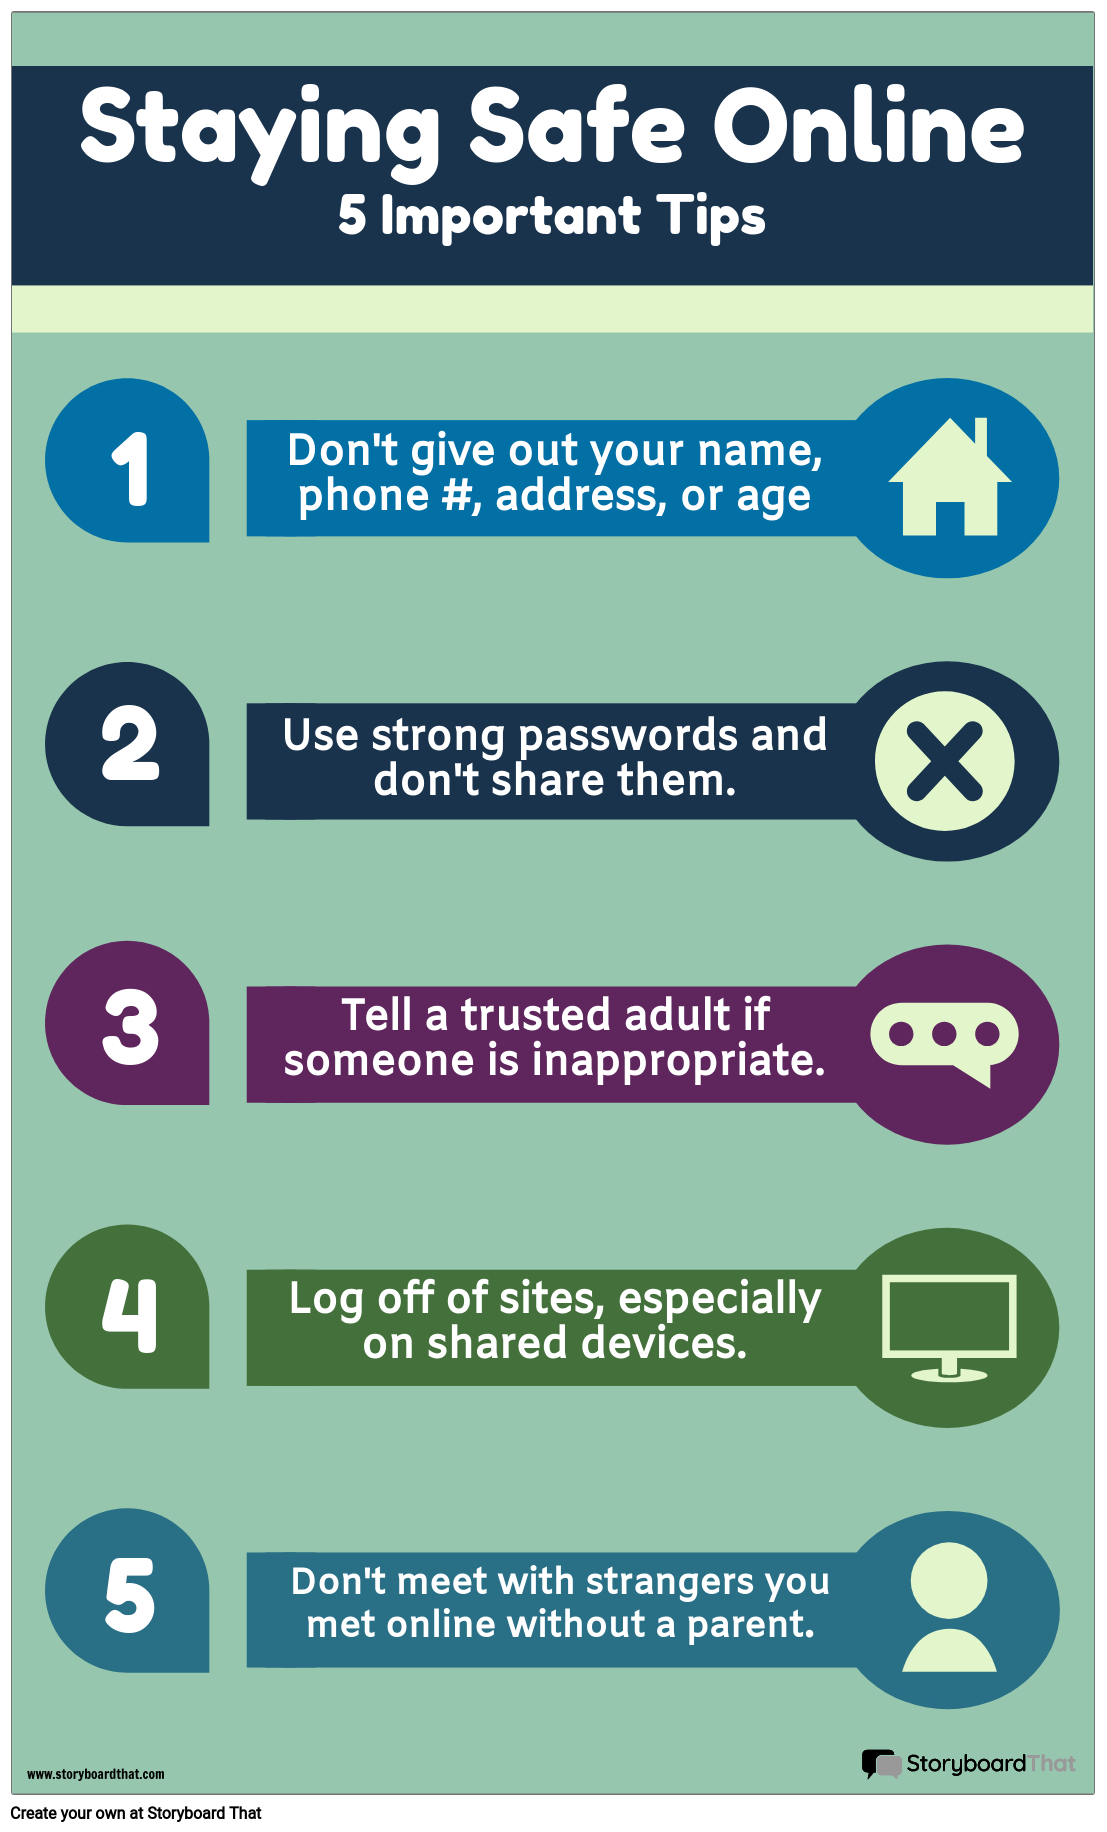 Staying Safe Online
5 Important Tips
1
Don't give out your name,
phone #, address, or age
2
Use strong passwords and
don't share them.
3
Tell a trusted adult if
someone is inappropriate.
4
Log off of sites, especially
on shared devices.
5
Don't meet with strangers you
met online without a parent.
www.storyboardthat.com
StoryboardThat
Create your own at Storyboard That